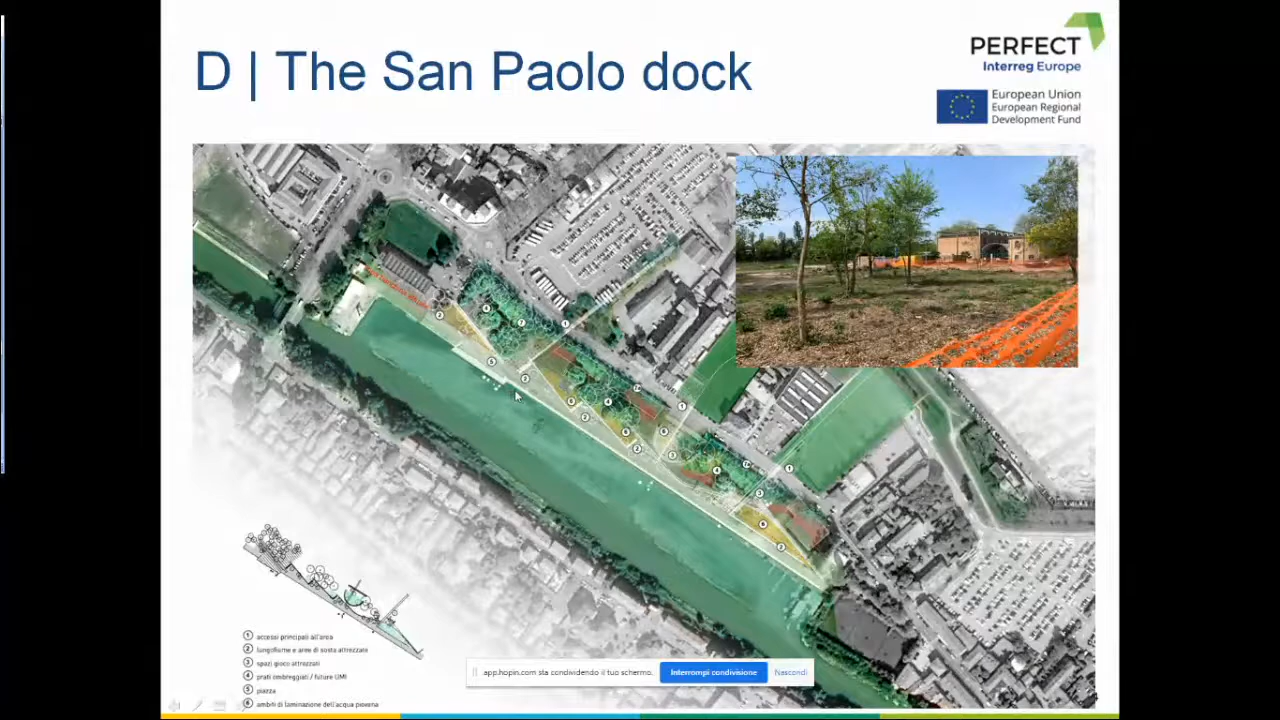 D | The San Paolo dock
PERFECT
Interreg Europe
European Union
European Regional
Development Fund
1 accessi principali all'area
2 lungofiume e aree di sosta attrezzate
3 spazi gioco attrezzati
4 prati ombreggiati / future UMI
5 piazza
6 ambiti di laminazione dell'acqua piovana
app.hopin.com sta condividendo il tuo schermo.
Interrompi condivisione
Nascondi